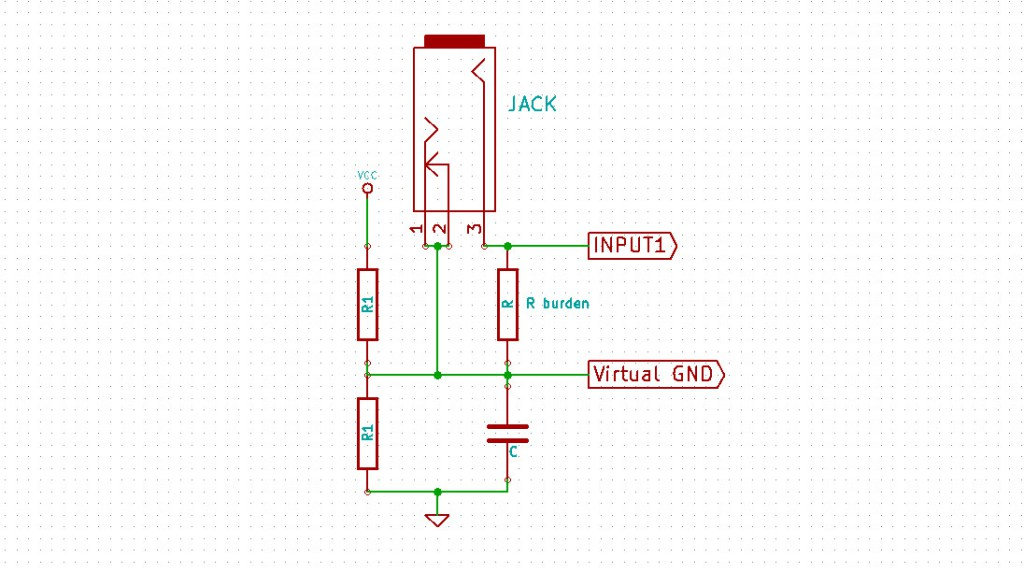 JACK
VCC
1
2
3
INPUT1
R1
R
R burden
Virtual GND
R1
C